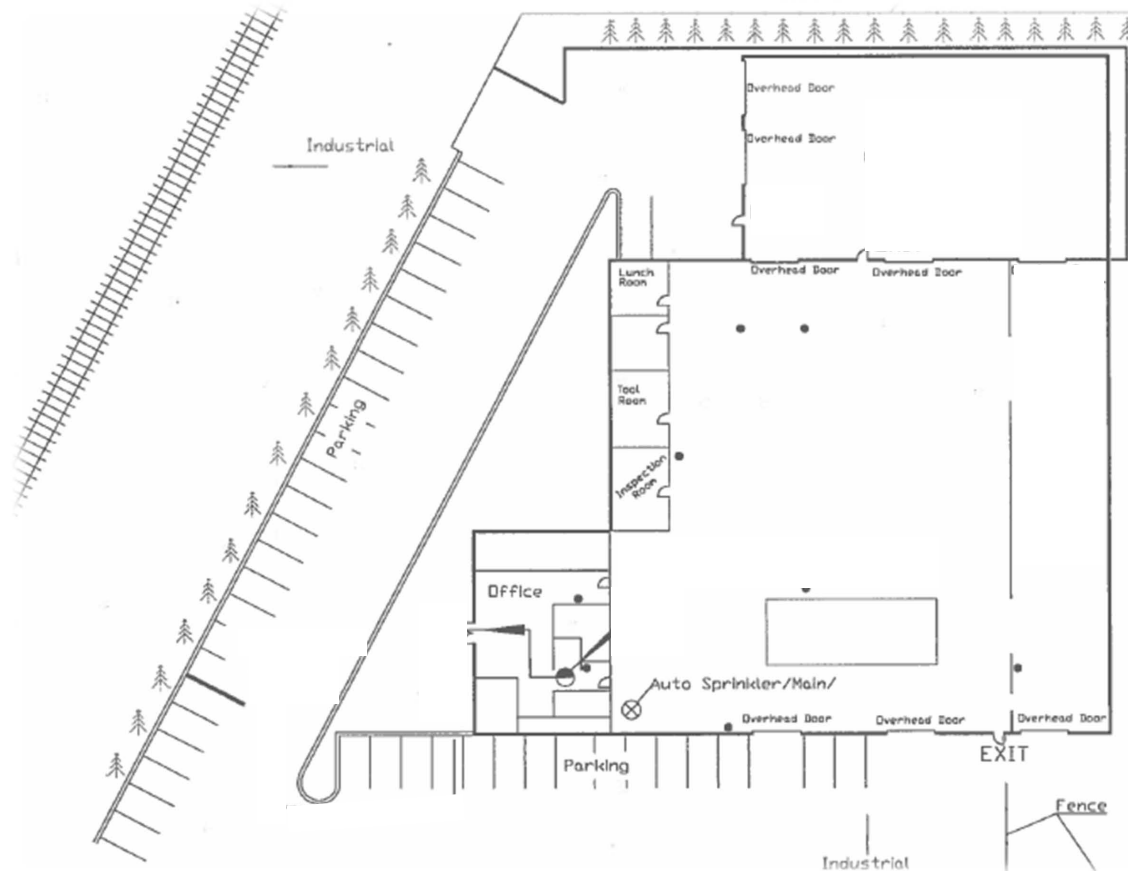 Overhead Door
Overhead Door
Industrial
Lunch
Room
Overhead Door
Overhead Door
Tool
Room
Parking
Inspection
Room
Office
Auto Sprinkler/Main/
Overhead Door
Overhead Door
Overhead Door
EXIT
Parking
Fence
Industrial